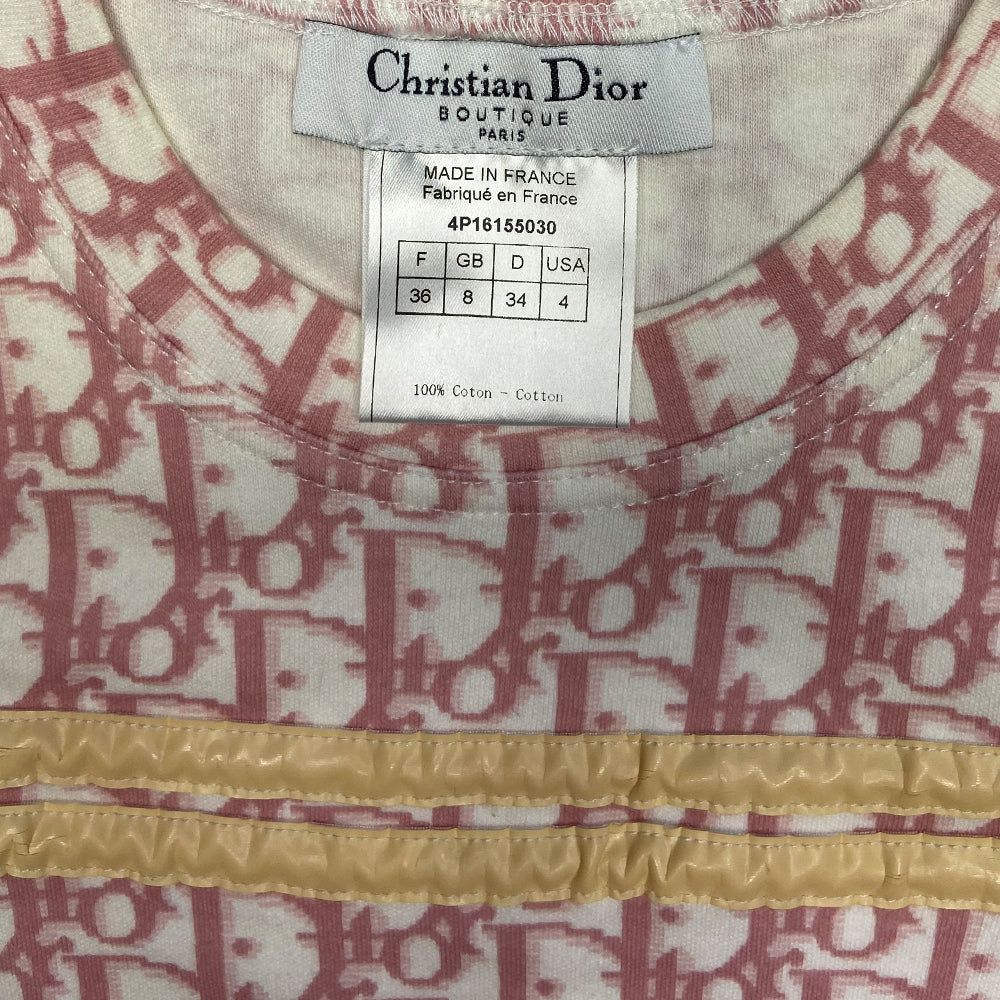 Christian Dior
BOUTIQUE
PARIS
MADE IN FRANCE
Fabriqué en France
4P16155030
F GB D USA
36 8 34 4
100% Coton - Cotton